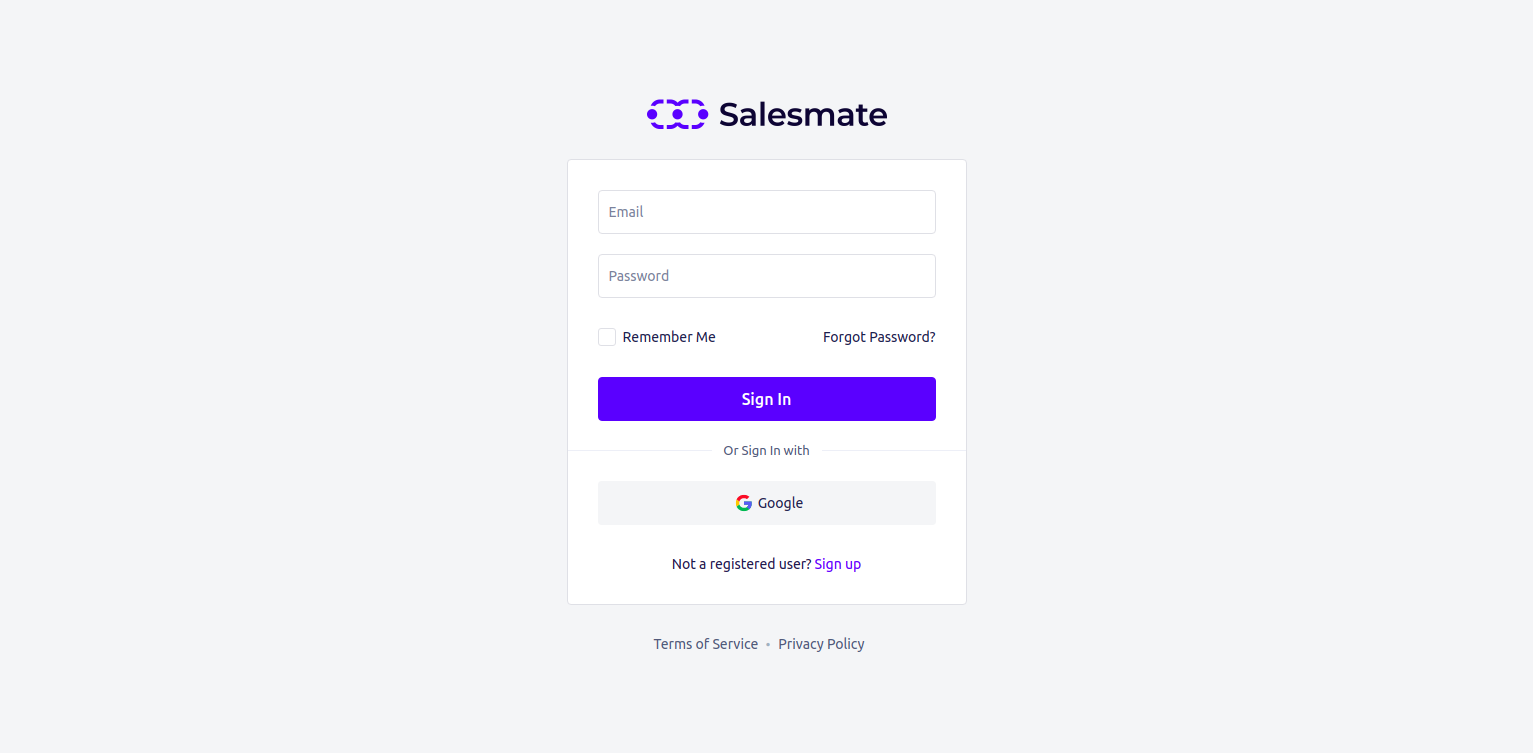 Salesmate
Email
Password
Remember Me Forgot Password?
Sign In
Or Sign In with
Google
Not a registered user? Sign up
Terms of Service • Privacy Policy